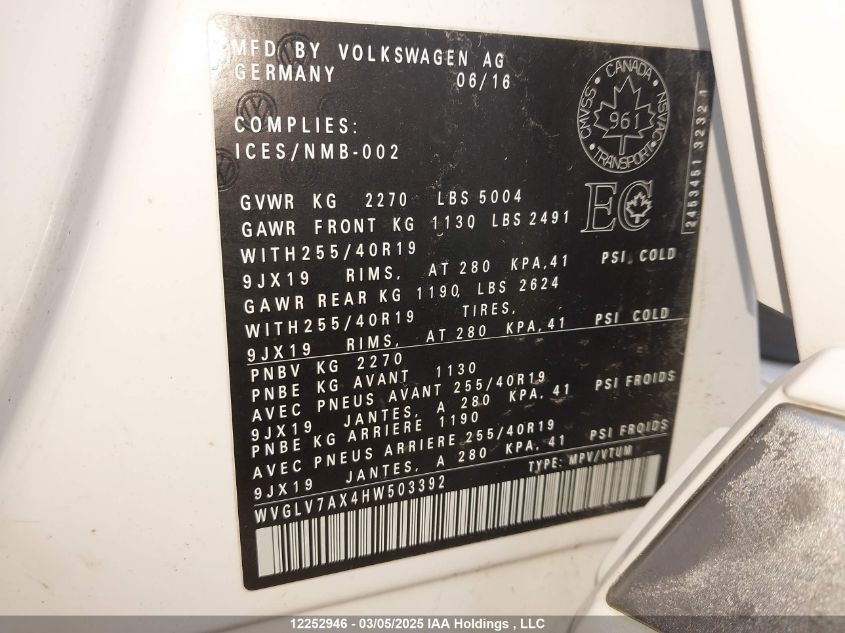 MFD BY VOLKSWAGEN AG
GERMANY 06/16
COMPLIES:
ICES/NMB-002
CANADA
CMVSS NSVAC
961
TRANSPORT
EC
2453451 32321
GVWR KG 2270 LBS 5004
GAWR FRONT KG 1130 LBS 2491
WITH255/40R19
9JX19 RIMS, AT 280 KPA,41 PSI, COLD
GAWR REAR KG 1190 LBS 2624
WITH255/40R19 TIRES,
9JX19 RIMS, AT 280 KPA, 41 PSI COLD
PNBV KG 2270
PNBE KG AVANT 1130
AVEC PNEUS AVANT 255/40R19
9JX19 JANTES, A 280 KPA, 41 PSI FROIDS
PNBE KG ARRIERE 1190
AVEC PNEUS ARRIERE 255/40R19
9JX19 JANTES, A 280 KPA, 41 PSI FROIDS
WVGLV7AX4HW503392 TYPE: MPV/VTUM
12252946 - 03/05/2025 IAA Holdings , LLC